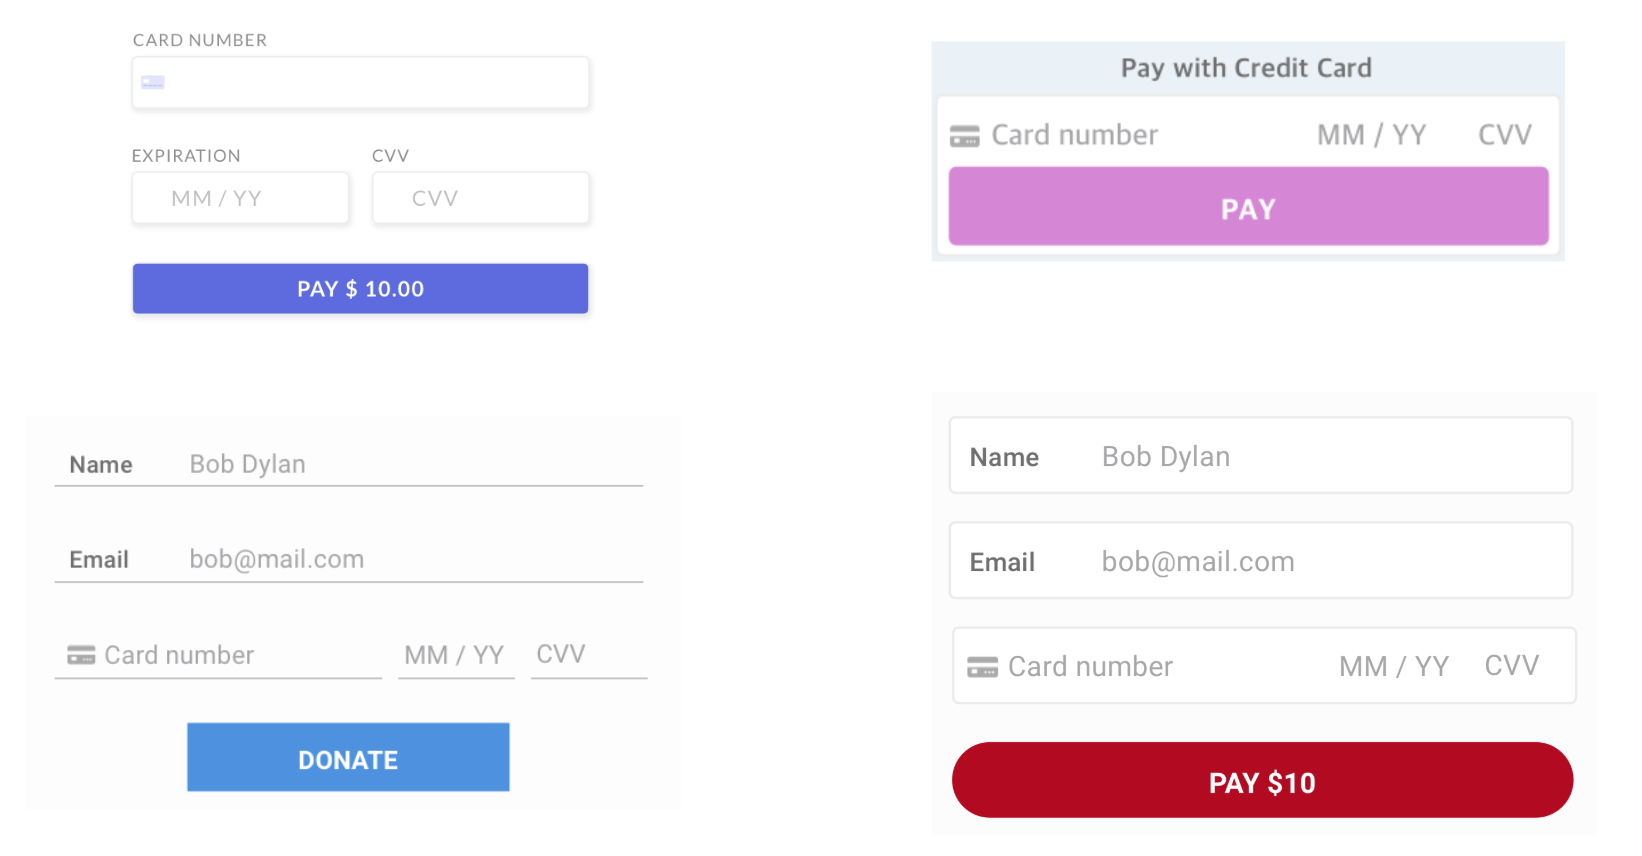 CARD NUMBER
EXPIRATION CVV
MM / YY CVV
PAY $ 10.00
Pay with Credit Card
Card number MM / YY CVV
PAY
Name Bob Dylan
Email bob@mail.com
Card number MM / YY CVV
DONATE
Name Bob Dylan
Email bob@mail.com
Card number MM / YY CVV
PAY $10